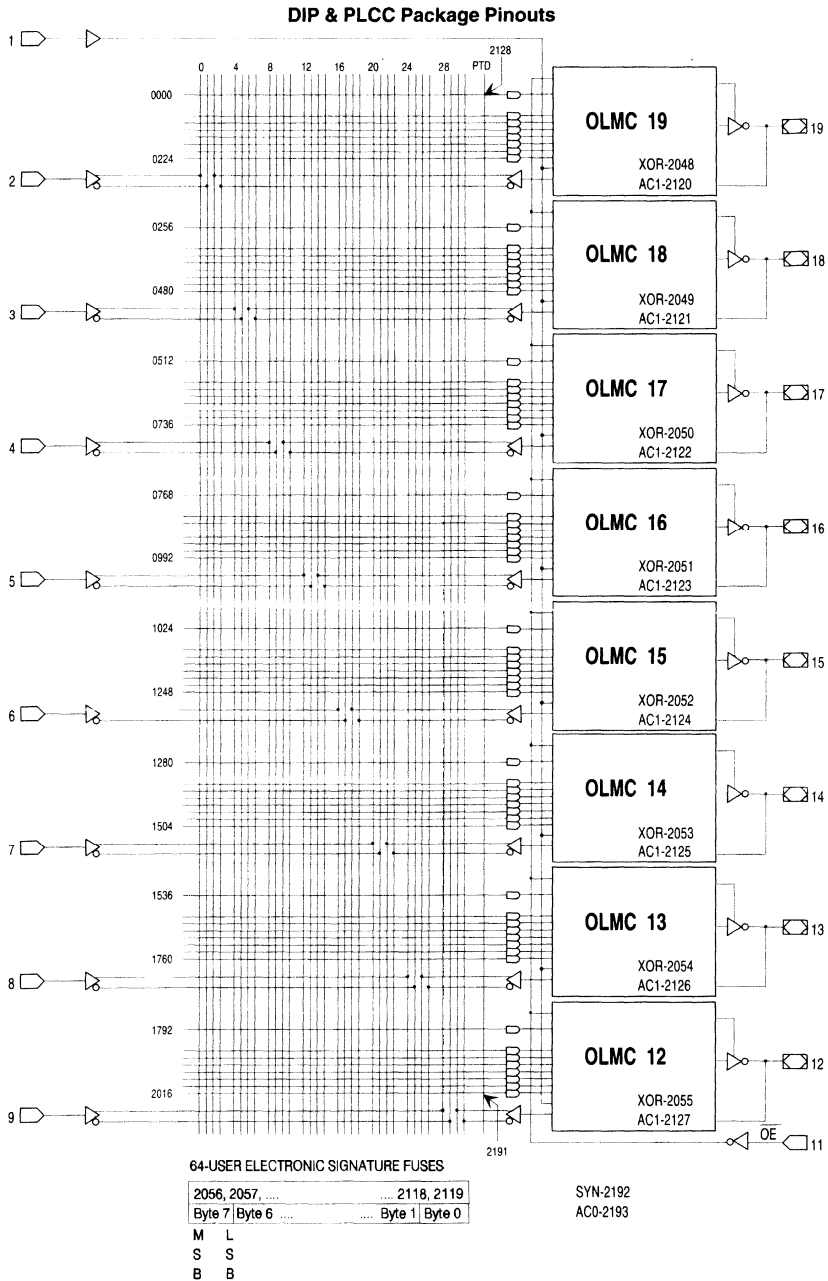 DIP & PLCC Package Pinouts
1
2128
0 4 8 12 16 20 24 28 PTD
0000
OLMC 19
19
0224
XOR-2048
2
AC1-2120
0256
OLMC 18
18
0480
XOR-2049
3
AC1-2121
0512
OLMC 17
17
0736
XOR-2050
4
AC1-2122
0768
OLMC 16
16
0992
XOR-2051
5
AC1-2123
1024
OLMC 15
15
1248
XOR-2052
6
AC1-2124
1280
OLMC 14
14
1504
XOR-2053
7
AC1-2125
1536
OLMC 13
13
1760
XOR-2054
8
AC1-2126
1792
OLMC 12
12
2016
XOR-2055
9
AC1-2127
OE
11
2191
64-USER ELECTRONIC SIGNATURE FUSES
2056, 2057, .... .... 2118, 2119
Byte 7 Byte 6 .... .... Byte 1 Byte 0
M L
S S
B B
SYN-2192
AC0-2193